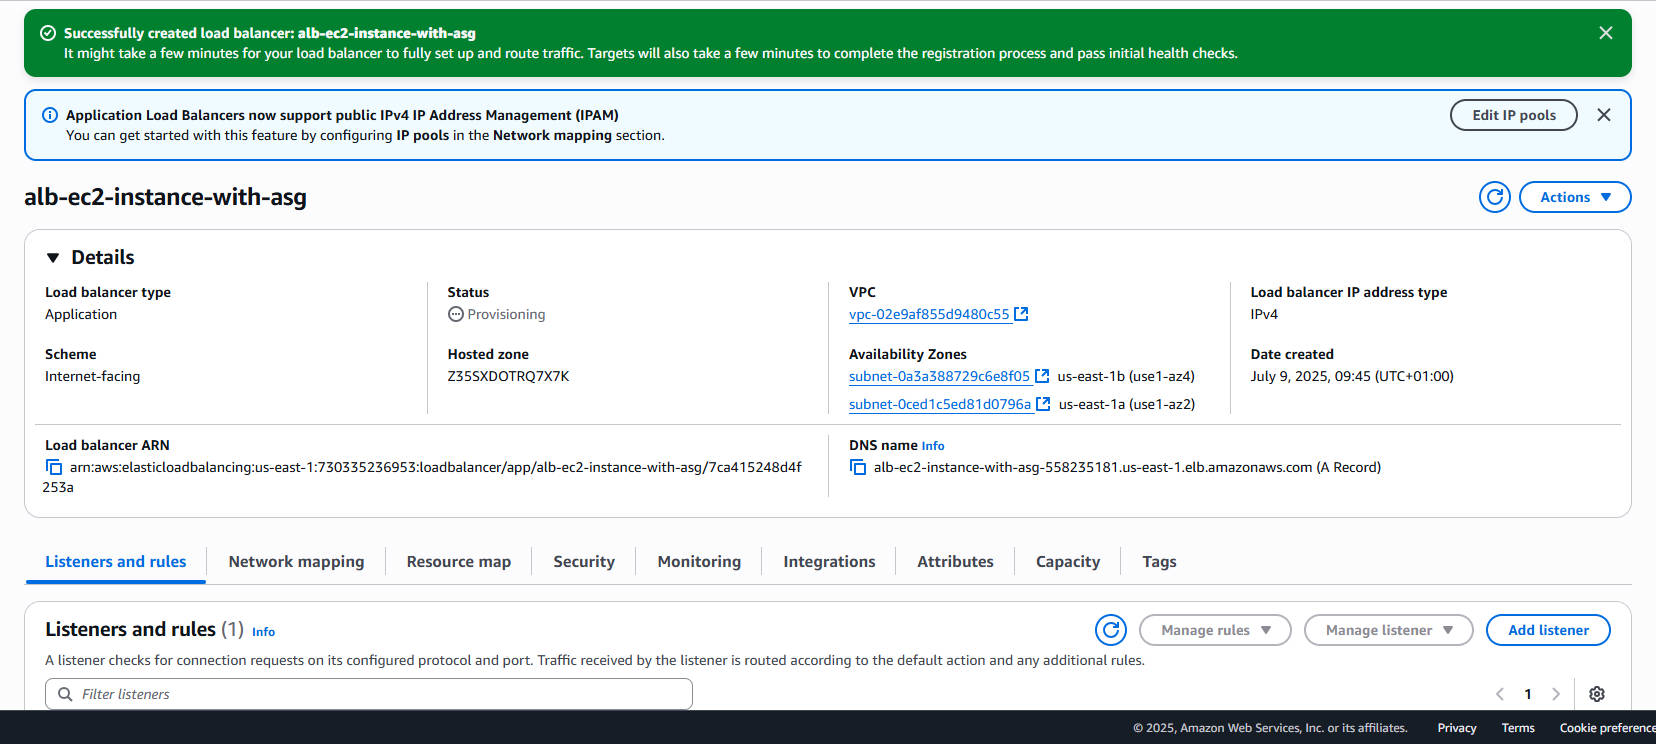 Successfully created load balancer: alb-ec2-instance-with-asg
It might take a few minutes for your load balancer to fully set up and route traffic. Targets will also take a few minutes to complete the registration process and pass initial health checks.
Application Load Balancers now support public IPv4 IP Address Management (IPAM)
You can get started with this feature by configuring IP pools in the Network mapping section.
Edit IP pools
alb-ec2-instance-with-asg
Actions
Details
Load balancer type
Application
Status
Provisioning
VPC
vpc-02e9af855d9480c55
Load balancer IP address type
IPv4
Scheme
Internet-facing
Hosted zone
Z35SXDOTRQ7X7K
Availability Zones
subnet-0a3a388729c6e8f05 us-east-1b (use1-az4)
subnet-0ced1c5ed81d0796a us-east-1a (use1-az2)
Date created
July 9, 2025, 09:45 (UTC+01:00)
Load balancer ARN
arn:aws:elasticloadbalancing:us-east-1:730335236953:loadbalancer/app/alb-ec2-instance-with-asg/7ca415248d4f
253a
DNS name Info
alb-ec2-instance-with-asg-558235181.us-east-1.elb.amazonaws.com (A Record)
Listeners and rules
Network mapping
Resource map
Security
Monitoring
Integrations
Attributes
Capacity
Tags
Listeners and rules (1) Info
Manage rules
Manage listener
Add listener
A listener checks for connection requests on its configured protocol and port. Traffic received by the listener is routed according to the default action and any additional rules.
Filter listeners
1
© 2025, Amazon Web Services, Inc. or its affiliates.
Privacy
Terms
Cookie preference